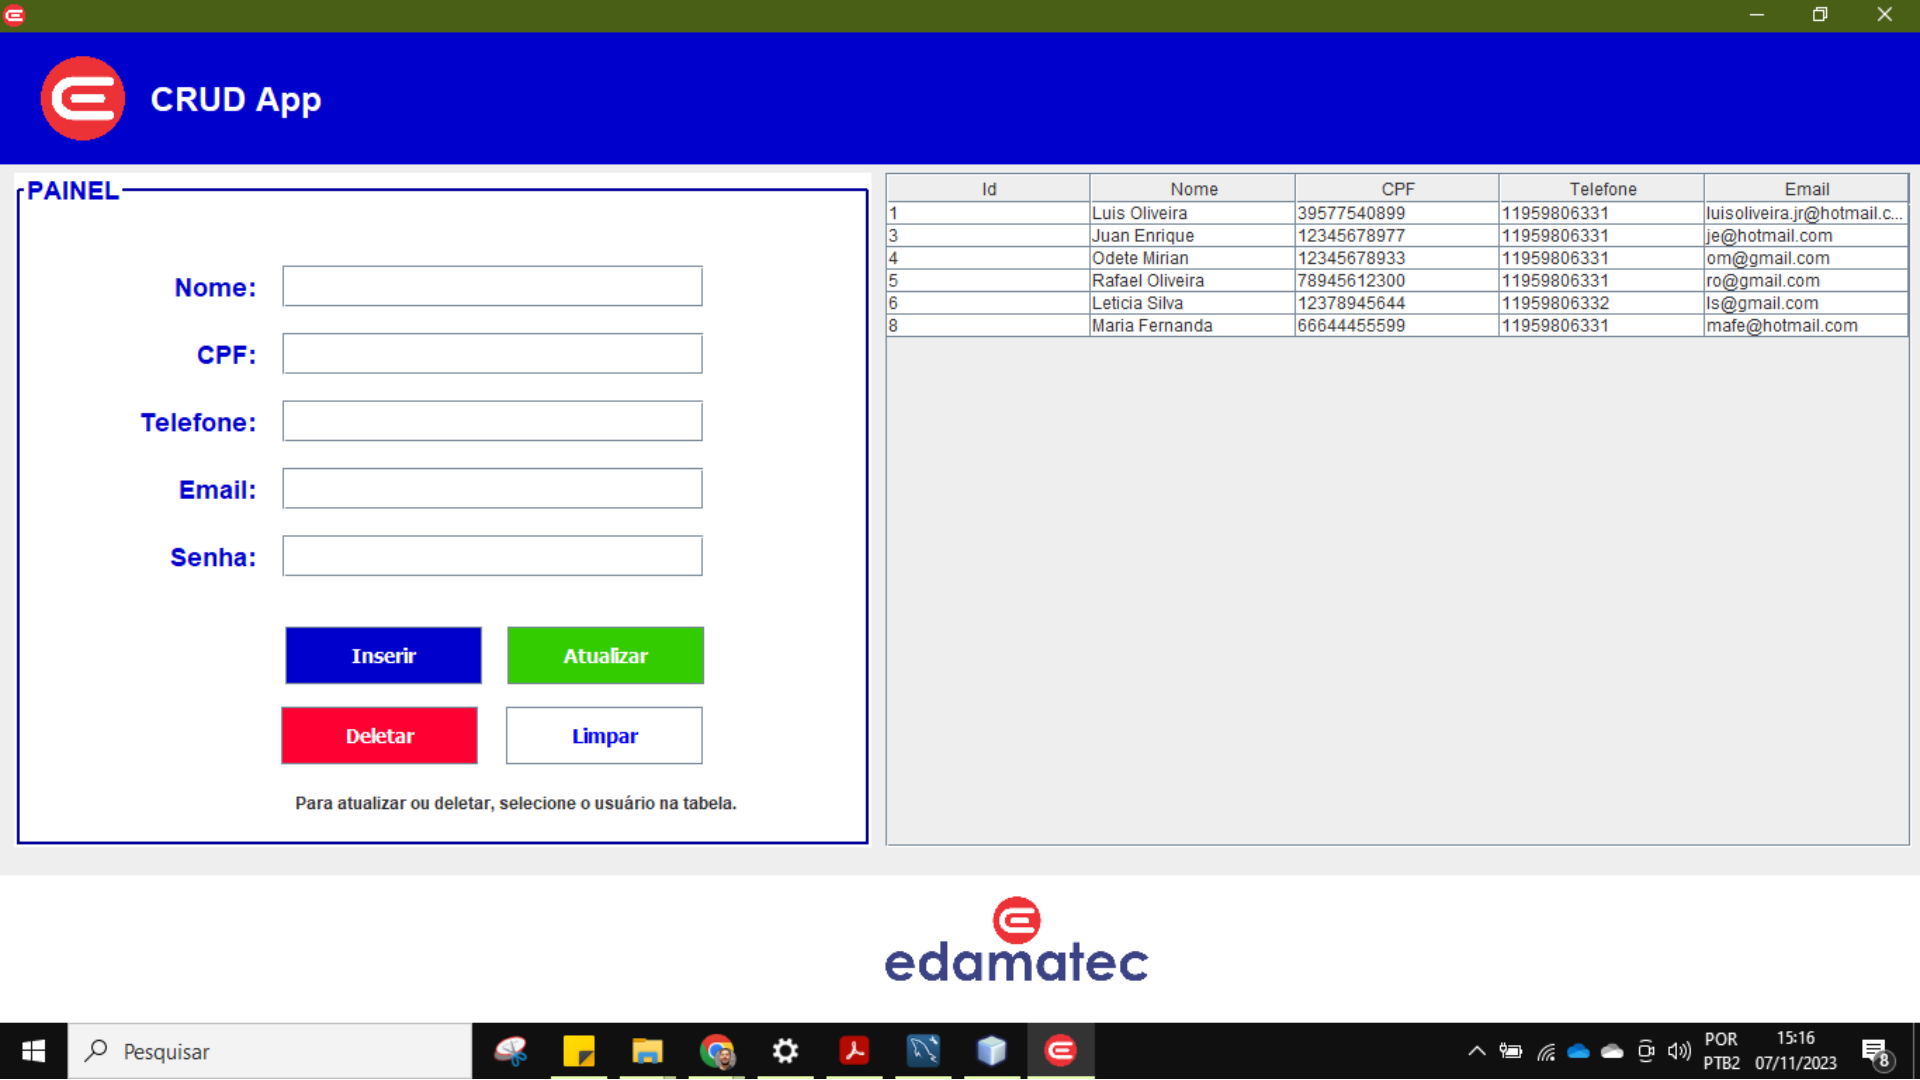 CRUD App
PAINEL
Nome:
CPF:
Telefone:
Email:
Senha:
Inserir Atualizar
Deletar Limpar
Para atualizar ou deletar, selecione o usuário na tabela.
Id Nome CPF Telefone Email
1 Luis Oliveira 39577540899 11959806331 luisoliveira.jr@hotmail.c...
3 Juan Enrique 12345678977 11959806331 je@hotmail.com
4 Odete Mirian 12345678933 11959806331 om@gmail.com
5 Rafael Oliveira 78945612300 11959806331 ro@gmail.com
6 Leticia Silva 12378945644 11959806332 ls@gmail.com
8 Maria Fernanda 66644455599 11959806331 mafe@hotmail.com
edamatec
Pesquisar
POR 15:16
PTB2 07/11/2023
8